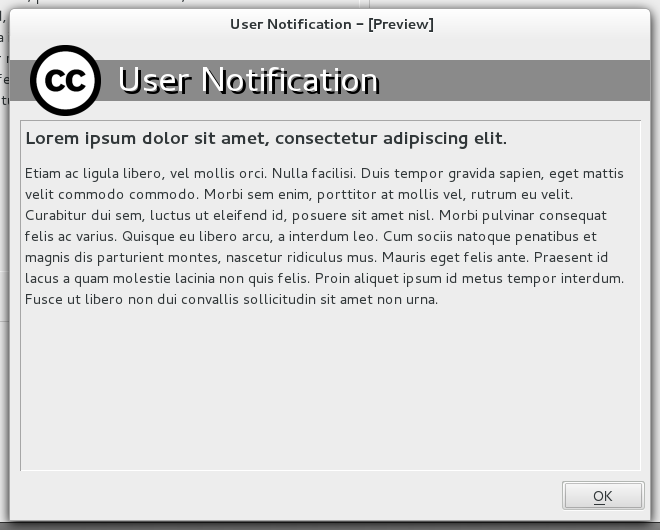 User Notification – [Preview]
cc User Notification
Lorem ipsum dolor sit amet, consectetur adipiscing elit.
Etiam ac ligula libero, vel mollis orci. Nulla facilisi. Duis tempor gravida sapien, eget mattis
velit commodo commodo. Morbi sem enim, porttitor at mollis vel, rutrum eu velit.
Curabitur dui sem, luctus ut eleifend id, posuere sit amet nisl. Morbi pulvinar consequat
felis ac varius. Quisque eu libero arcu, a interdum leo. Cum sociis natoque penatibus et
magnis dis parturient montes, nascetur ridiculus mus. Mauris eget felis ante. Praesent id
lacus a quam molestie lacinia non quis felis. Proin aliquet ipsum id metus tempor interdum.
Fusce ut libero non dui convallis sollicitudin sit amet non urna.
OK